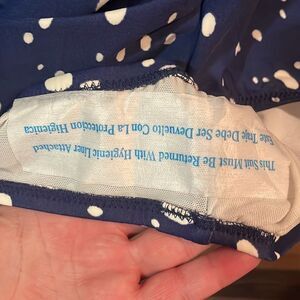 This Suit Must Be Returned With Hygienic Liner Attached
Este Traje Debe Ser Devuelto Con La Proteccion Higienica